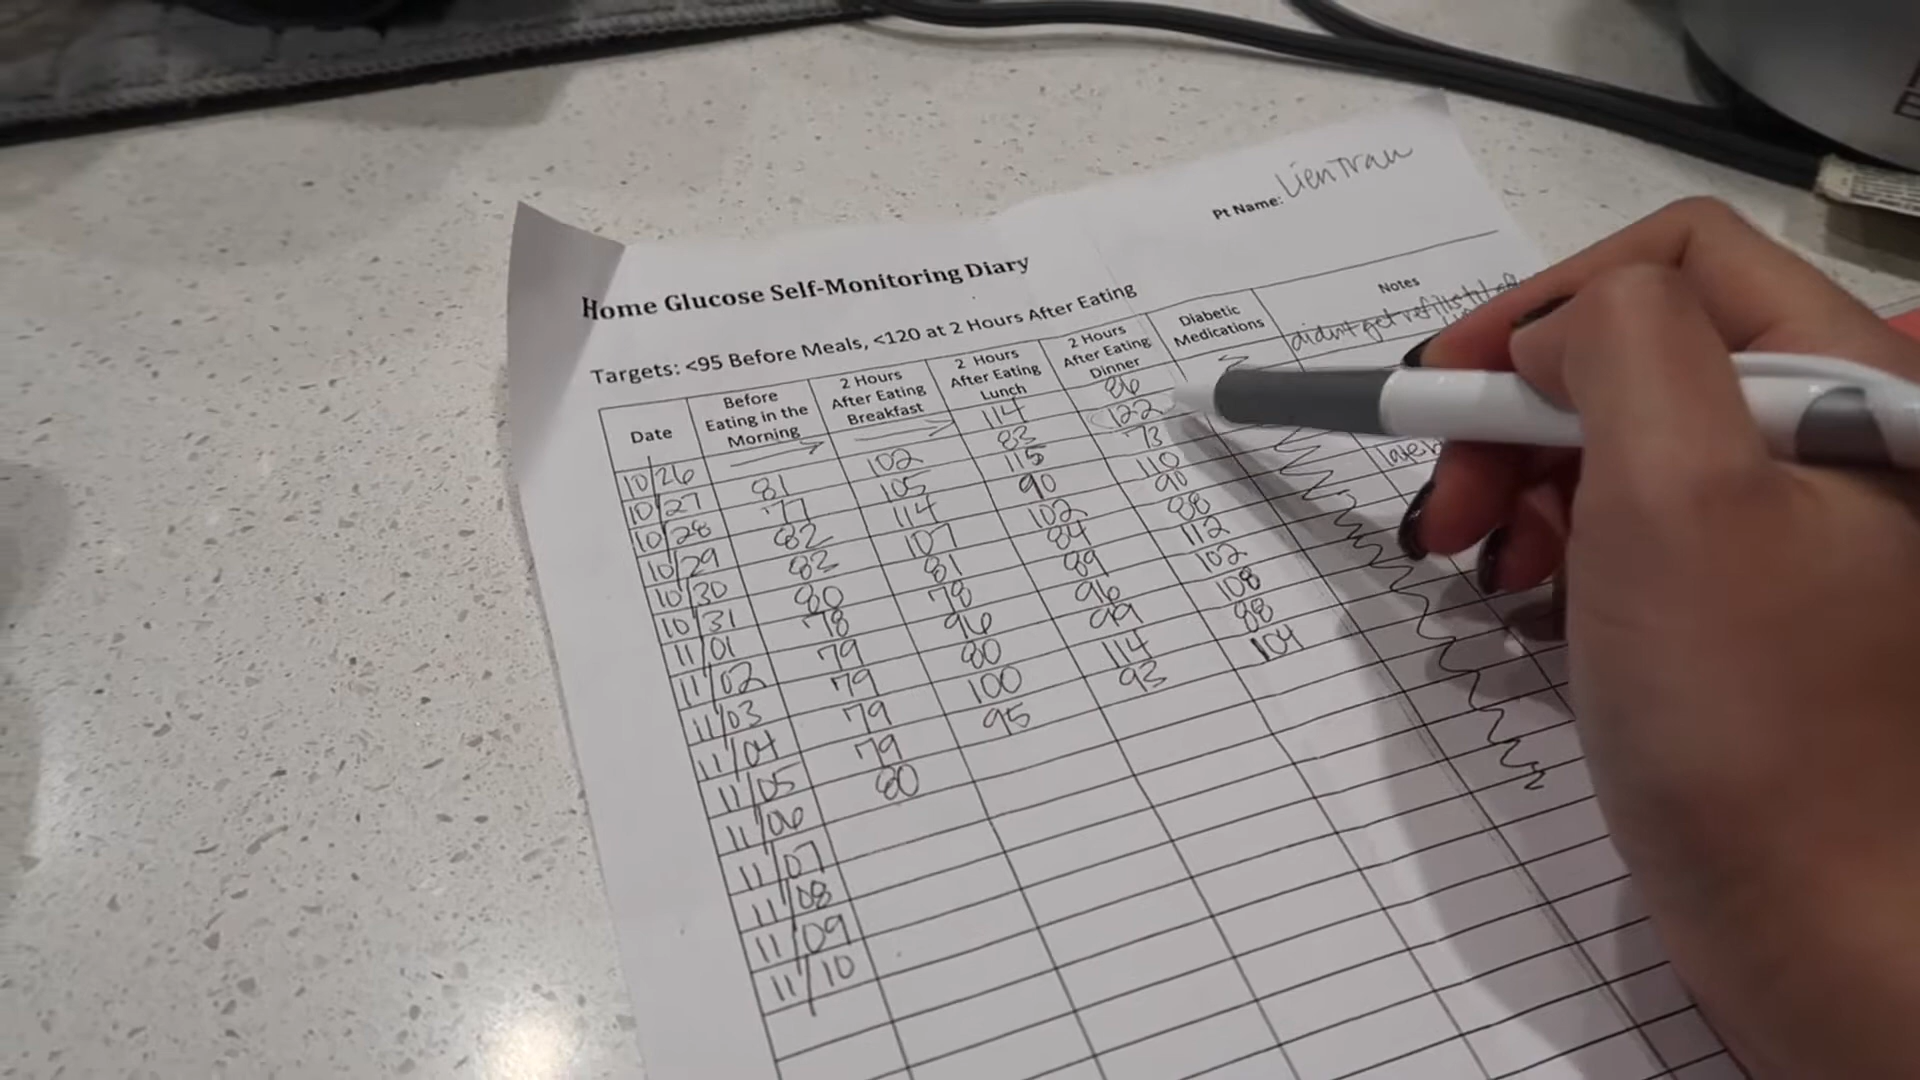 Pt Name: Lien Tran
Home Glucose Self-Monitoring Diary
Targets: <95 Before Meals, <120 at 2 Hours After Eating
Date
Before
Eating in the
Morning
2 Hours
After Eating
Breakfast
2 Hours
After Eating
Lunch
2 Hours
After Eating
Dinner
Diabetic
Medications
Notes
didn't get refills til
10/26 114 86
10/27 81 102 83 122
10/28 77 105 115 73
10/29 82 114 90 110
10/30 83 107 102 90
10/31 80 81 84 88
11/01 78 78 89 112
11/02 79 96 96 102
11/03 79 80 99 108
11/04 79 100 114 88
11/05 79 95 93 104
11/06 80
11/07
11/08
11/09
11/10